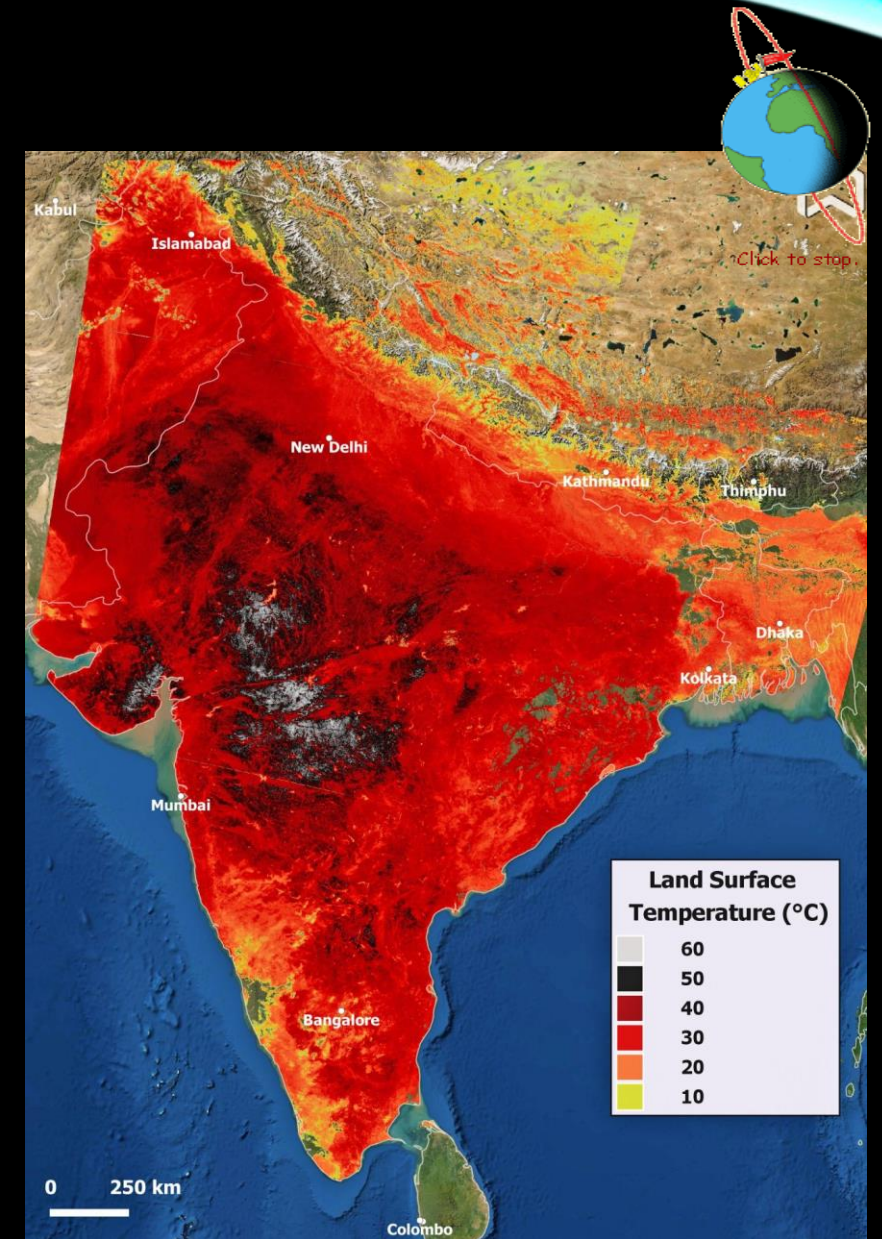 Kabul
Islamabad
Click to stop.
New Delhi
Kathmandu
Thimphu
Dhaka
Kolkata
Mumbai
Land Surface
Temperature (°C)
60
50
40
30
20
10
Bangalore
0 250 km
Colombo